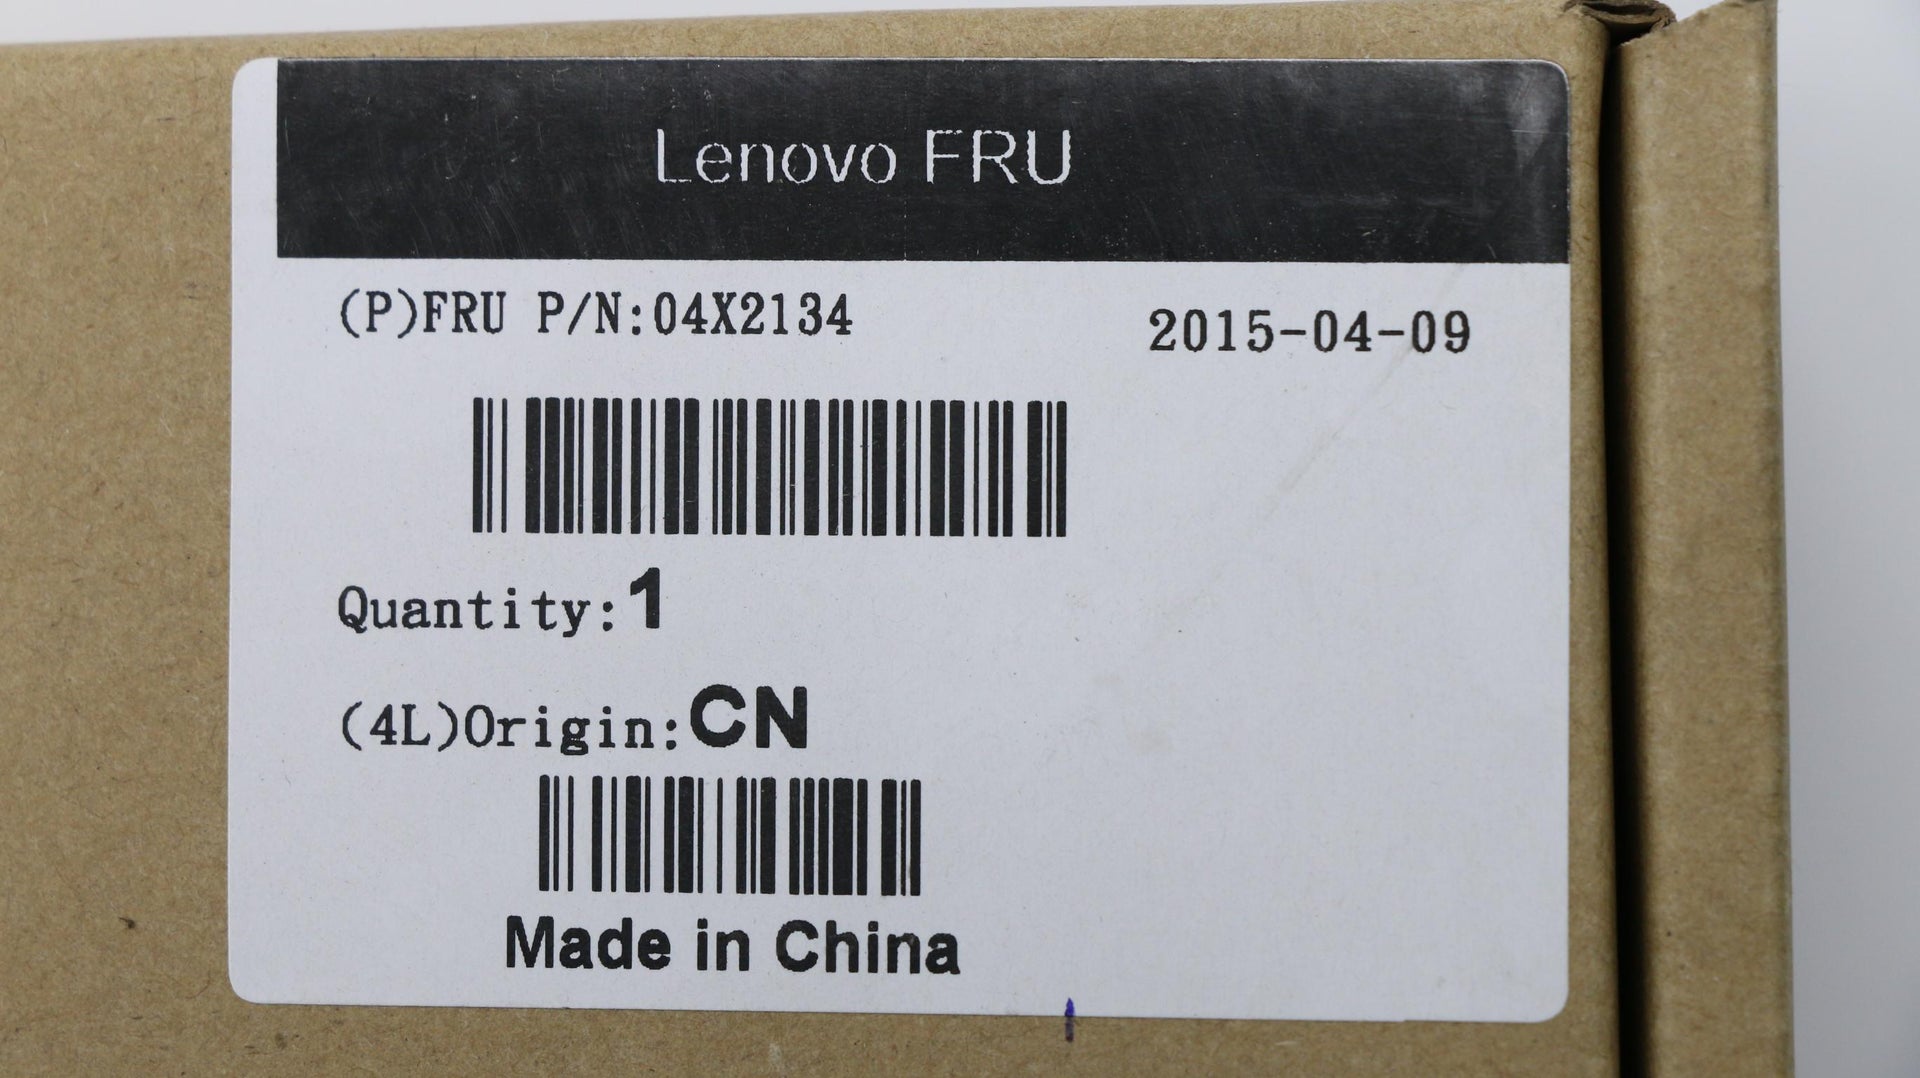 Lenovo FRU
(P)FRU P/N:04X2134
2015-04-09
Quantity:1
(4L)Origin:CN
Made in China